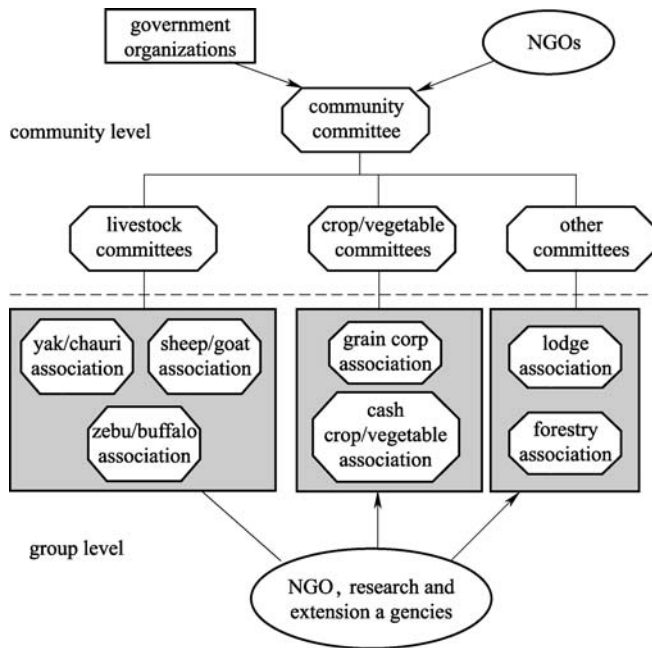 government
organizations
NGOs
community
committee
community level
livestock
committees
crop/vegetable
committees
other
committees
yak/chauri
association
sheep/goat
association
zebu/buffalo
association
grain corp
association
cash
crop/vegetable
association
lodge
association
forestry
association
group level
NGO, research and
extension a gencies